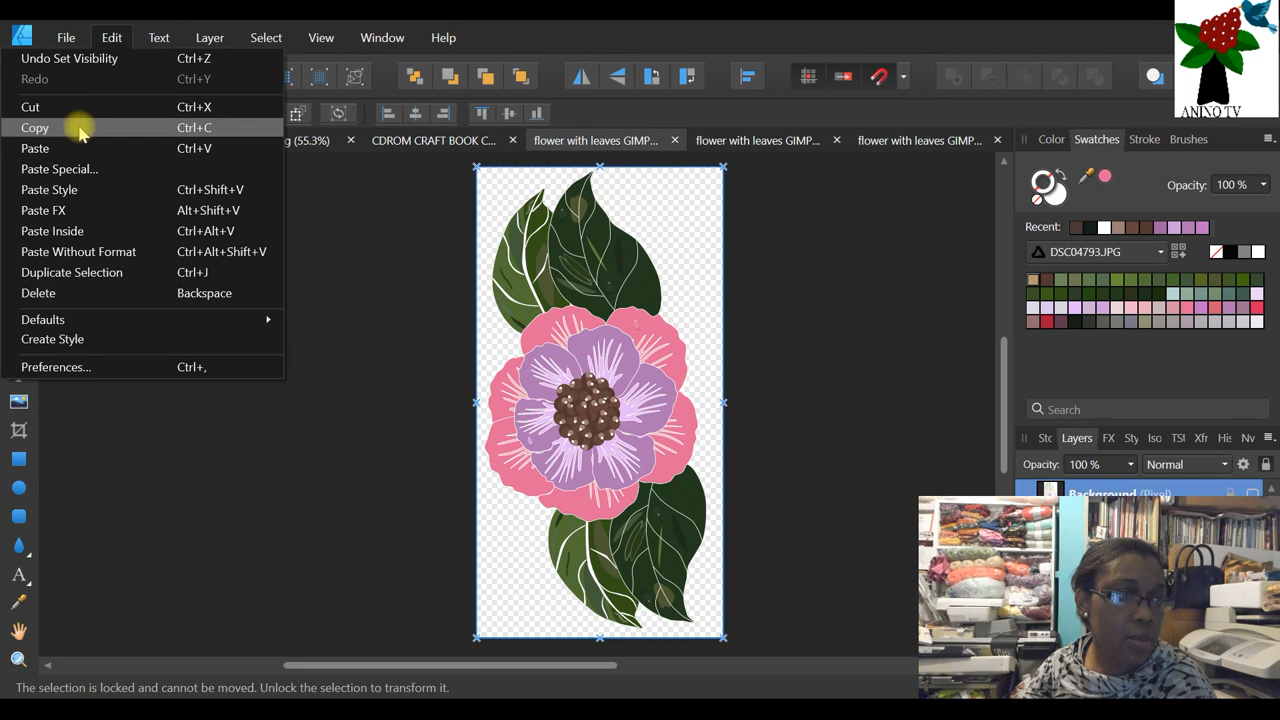 File Edit Text Layer Select View Window Help
Undo Set Visibility Ctrl+Z
Redo Ctrl+Y
Cut Ctrl+X
Copy Ctrl+C
Paste Ctrl+V
Paste Special...
Paste Style Ctrl+Shift+V
Paste FX Alt+Shift+V
Paste Inside Ctrl+Alt+V
Paste Without Format Ctrl+Alt+Shift+V
Duplicate Selection Ctrl+J
Delete Backspace
Defaults
Create Style
Preferences... Ctrl+,
ANINO TV
g (55.3%) CDROM CRAFT BOOK C... flower with leaves GIMP... flower with leaves GIMP... flower with leaves GIMP...
Color Swatches Stroke Brushes
Opacity: 100 %
Recent:
DSC04793.JPG
Search
Stc Layers FX Sty Iso TSI Xfr His Nv
Opacity: 100 % Normal
Background (Pixel)
A
The selection is locked and cannot be moved. Unlock the selection to transform it.